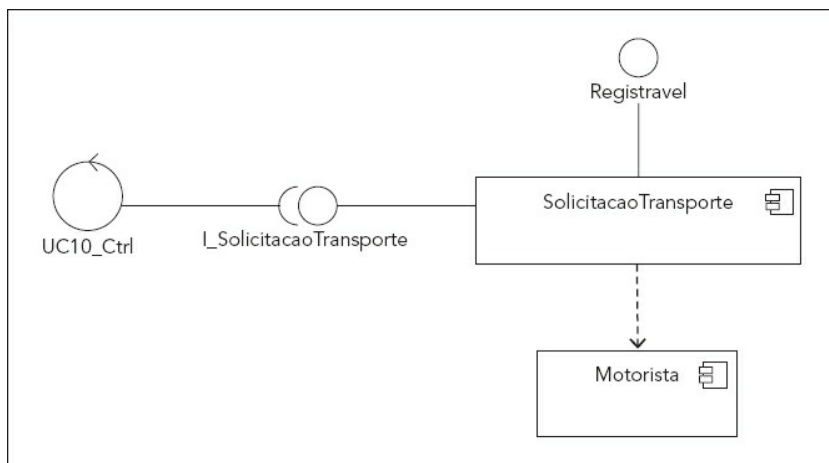 Registravel
SolicitacaoTransporte
UC10_Ctrl
I_SolicitacaoTransporte
Motorista